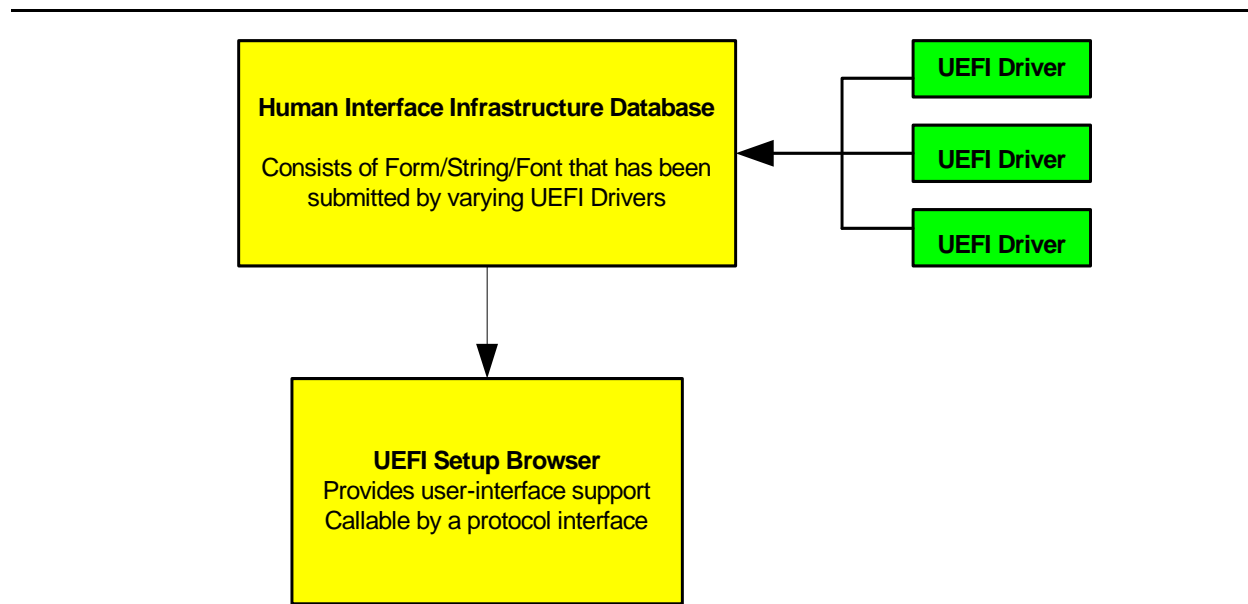 Human Interface Infrastructure Database
Consists of Form/String/Font that has been
submitted by varying UEFI Drivers
UEFI Driver
UEFI Driver
UEFI Driver
UEFI Setup Browser
Provides user-interface support
Callable by a protocol interface